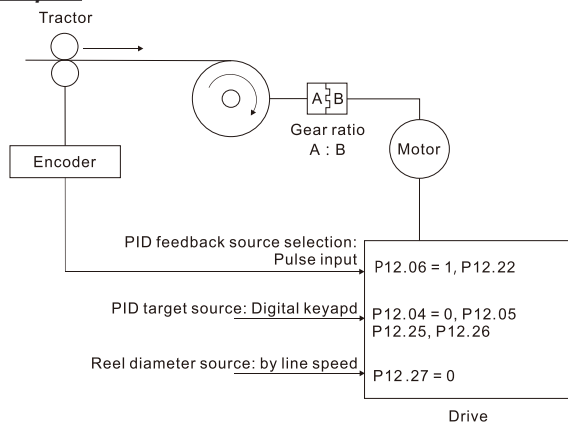 Tractor
A B
Gear ratio
A : B
Motor
Encoder
PID feedback source selection:
Pulse input
P12.06 = 1, P12.22
PID target source: Digital keyapd
P12.04 = 0, P12.05
P12.25, P12.26
Reel diameter source: by line speed
P12.27 = 0
Drive